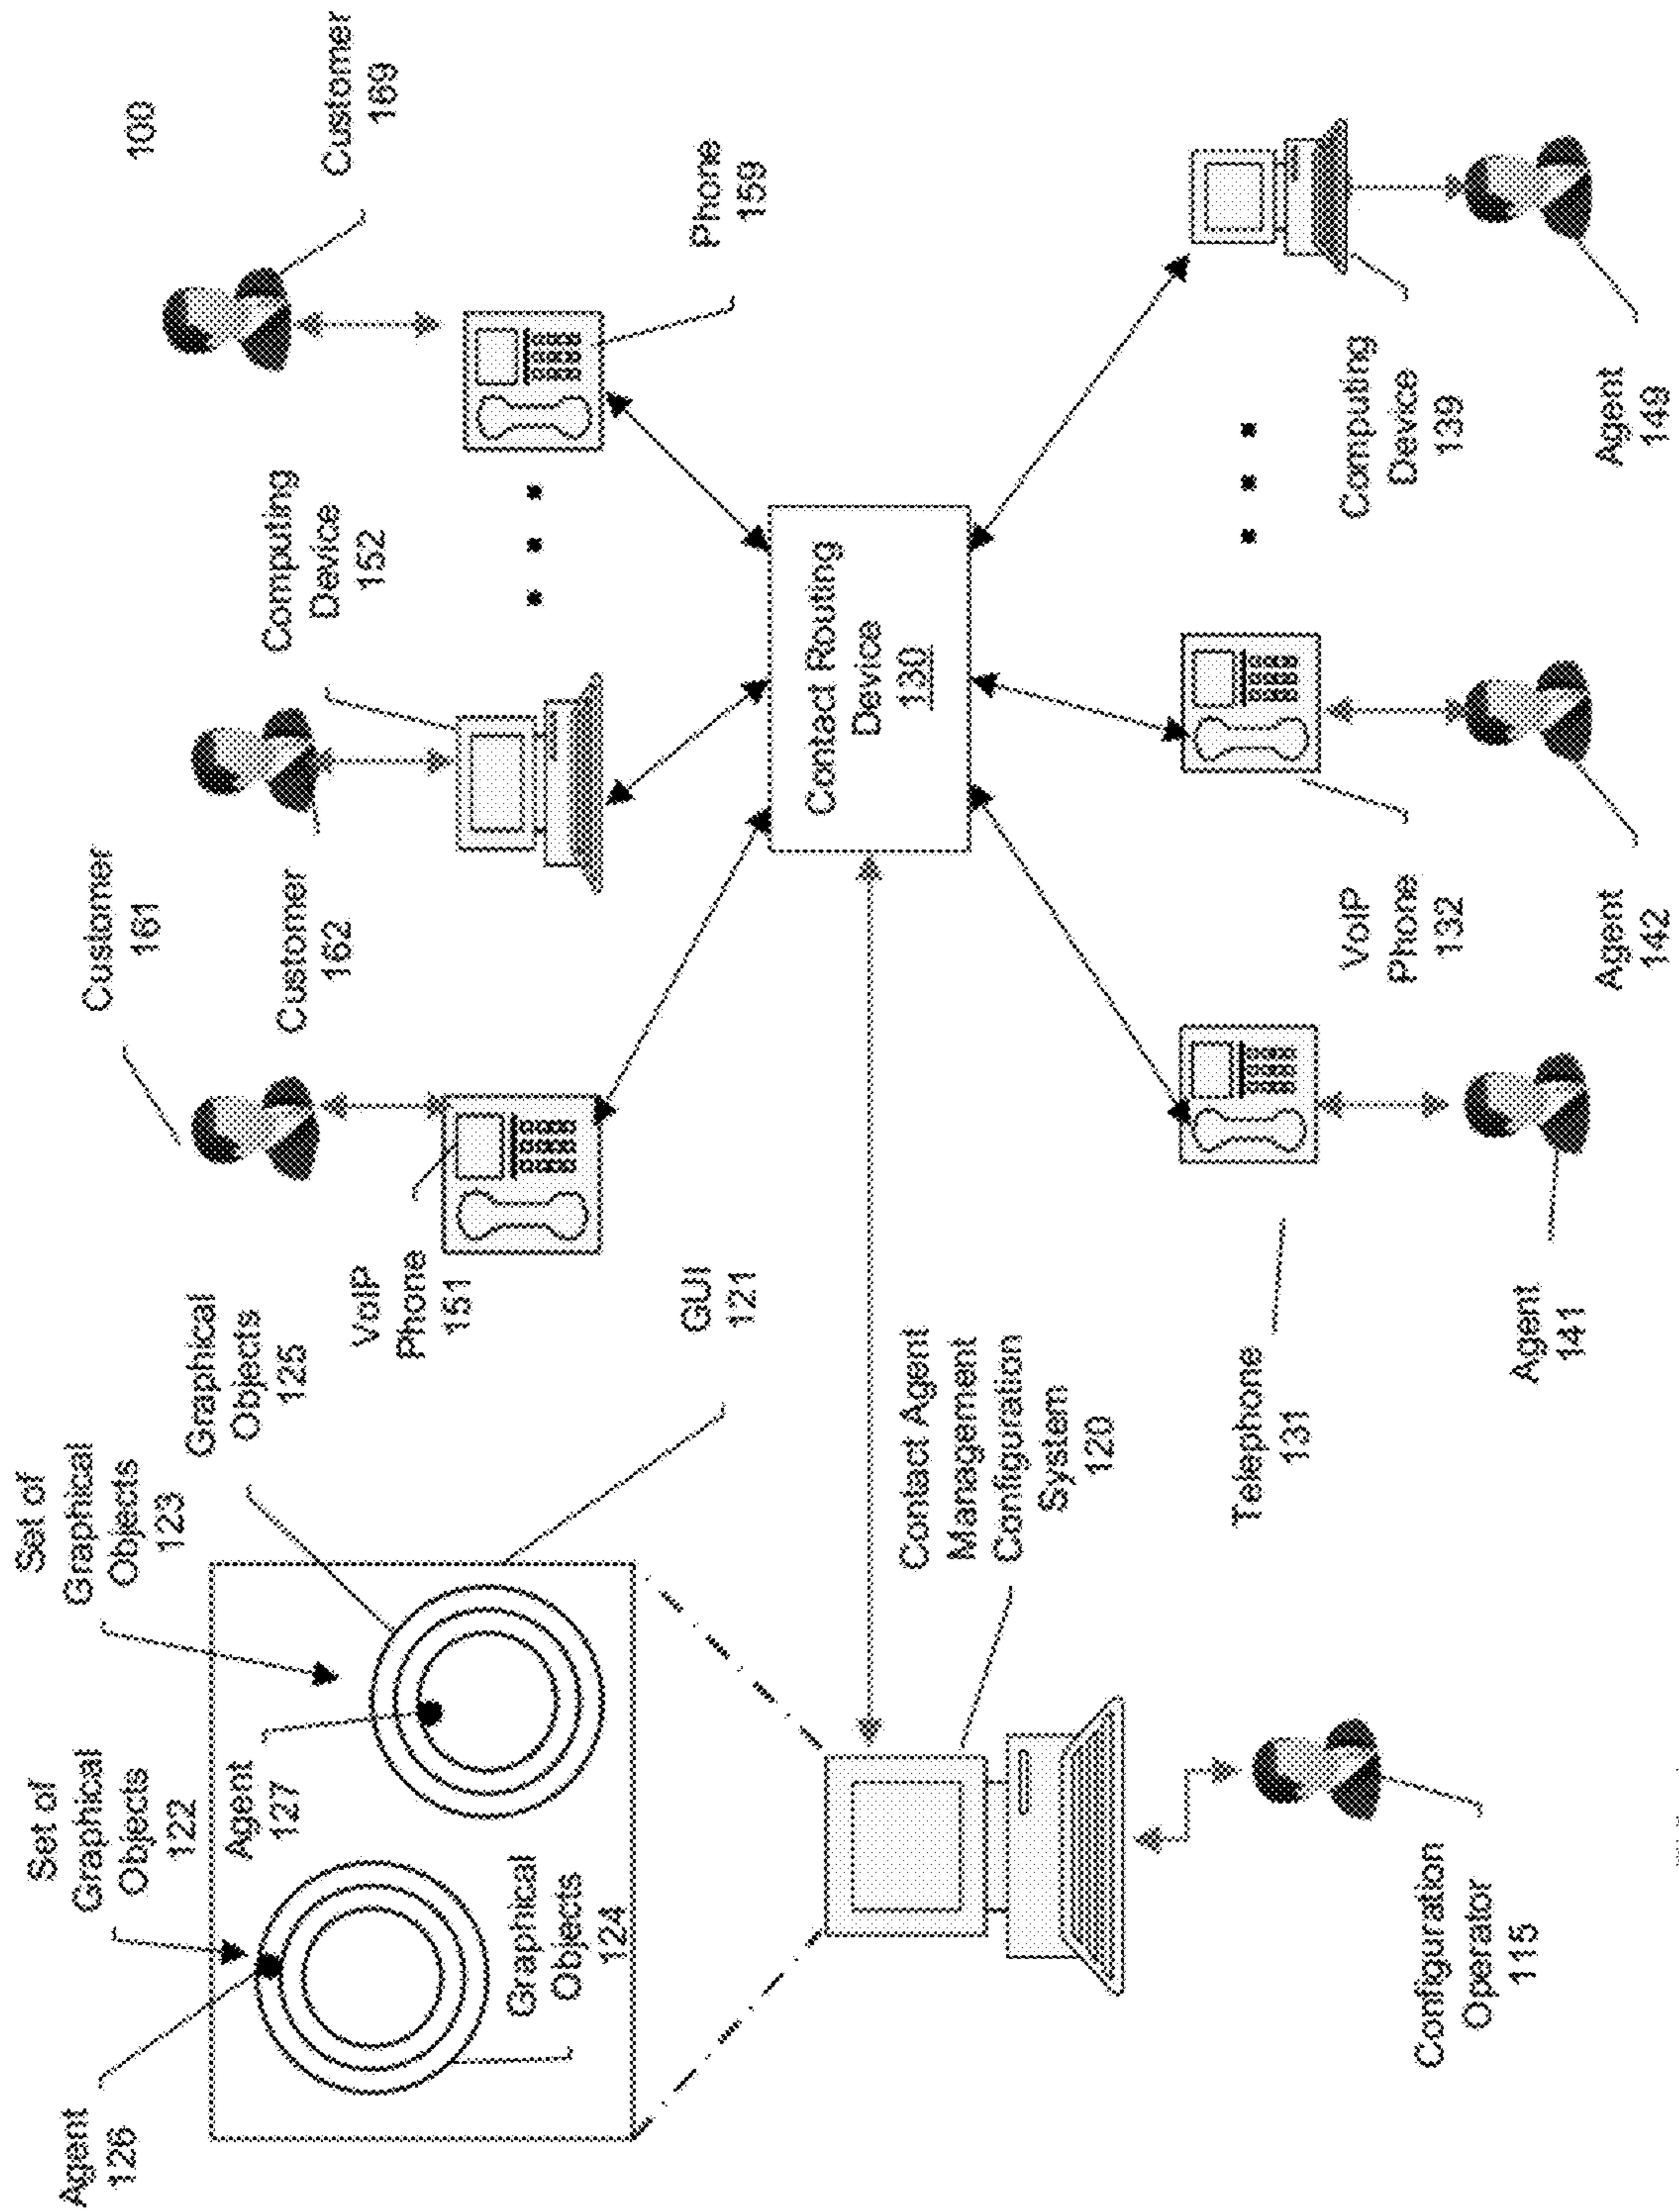 100
Customer
169
Customer
161
Customer
162
Computing
Device
152
Phone
159
VoIP
Phone
151
Set of
Graphical
Objects
123
Graphical
Objects
125
Set of
Graphical
Objects
122
Agent
127
Agent
126
Graphical
Objects
124
GUI
121
Contact Routing
Device
130
Contact Agent
Management
Configuration
System
120
Configuration
Operator
115
Telephone
131
VoIP
Phone
132
Computing
Device
139
Agent
141
Agent
142
Agent
149